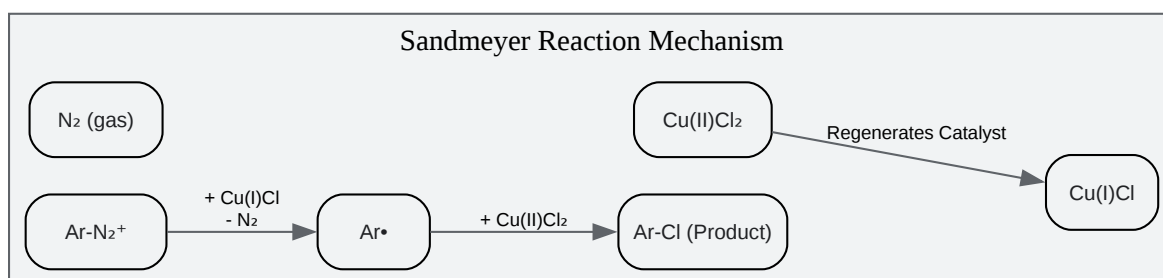 Sandmeyer Reaction Mechanism
N₂ (gas)
Cu(II)Cl₂
Regenerates Catalyst
Cu(I)Cl
Ar-N₂⁺
+ Cu(I)Cl
- N₂
Ar•
+ Cu(II)Cl₂
Ar-Cl (Product)